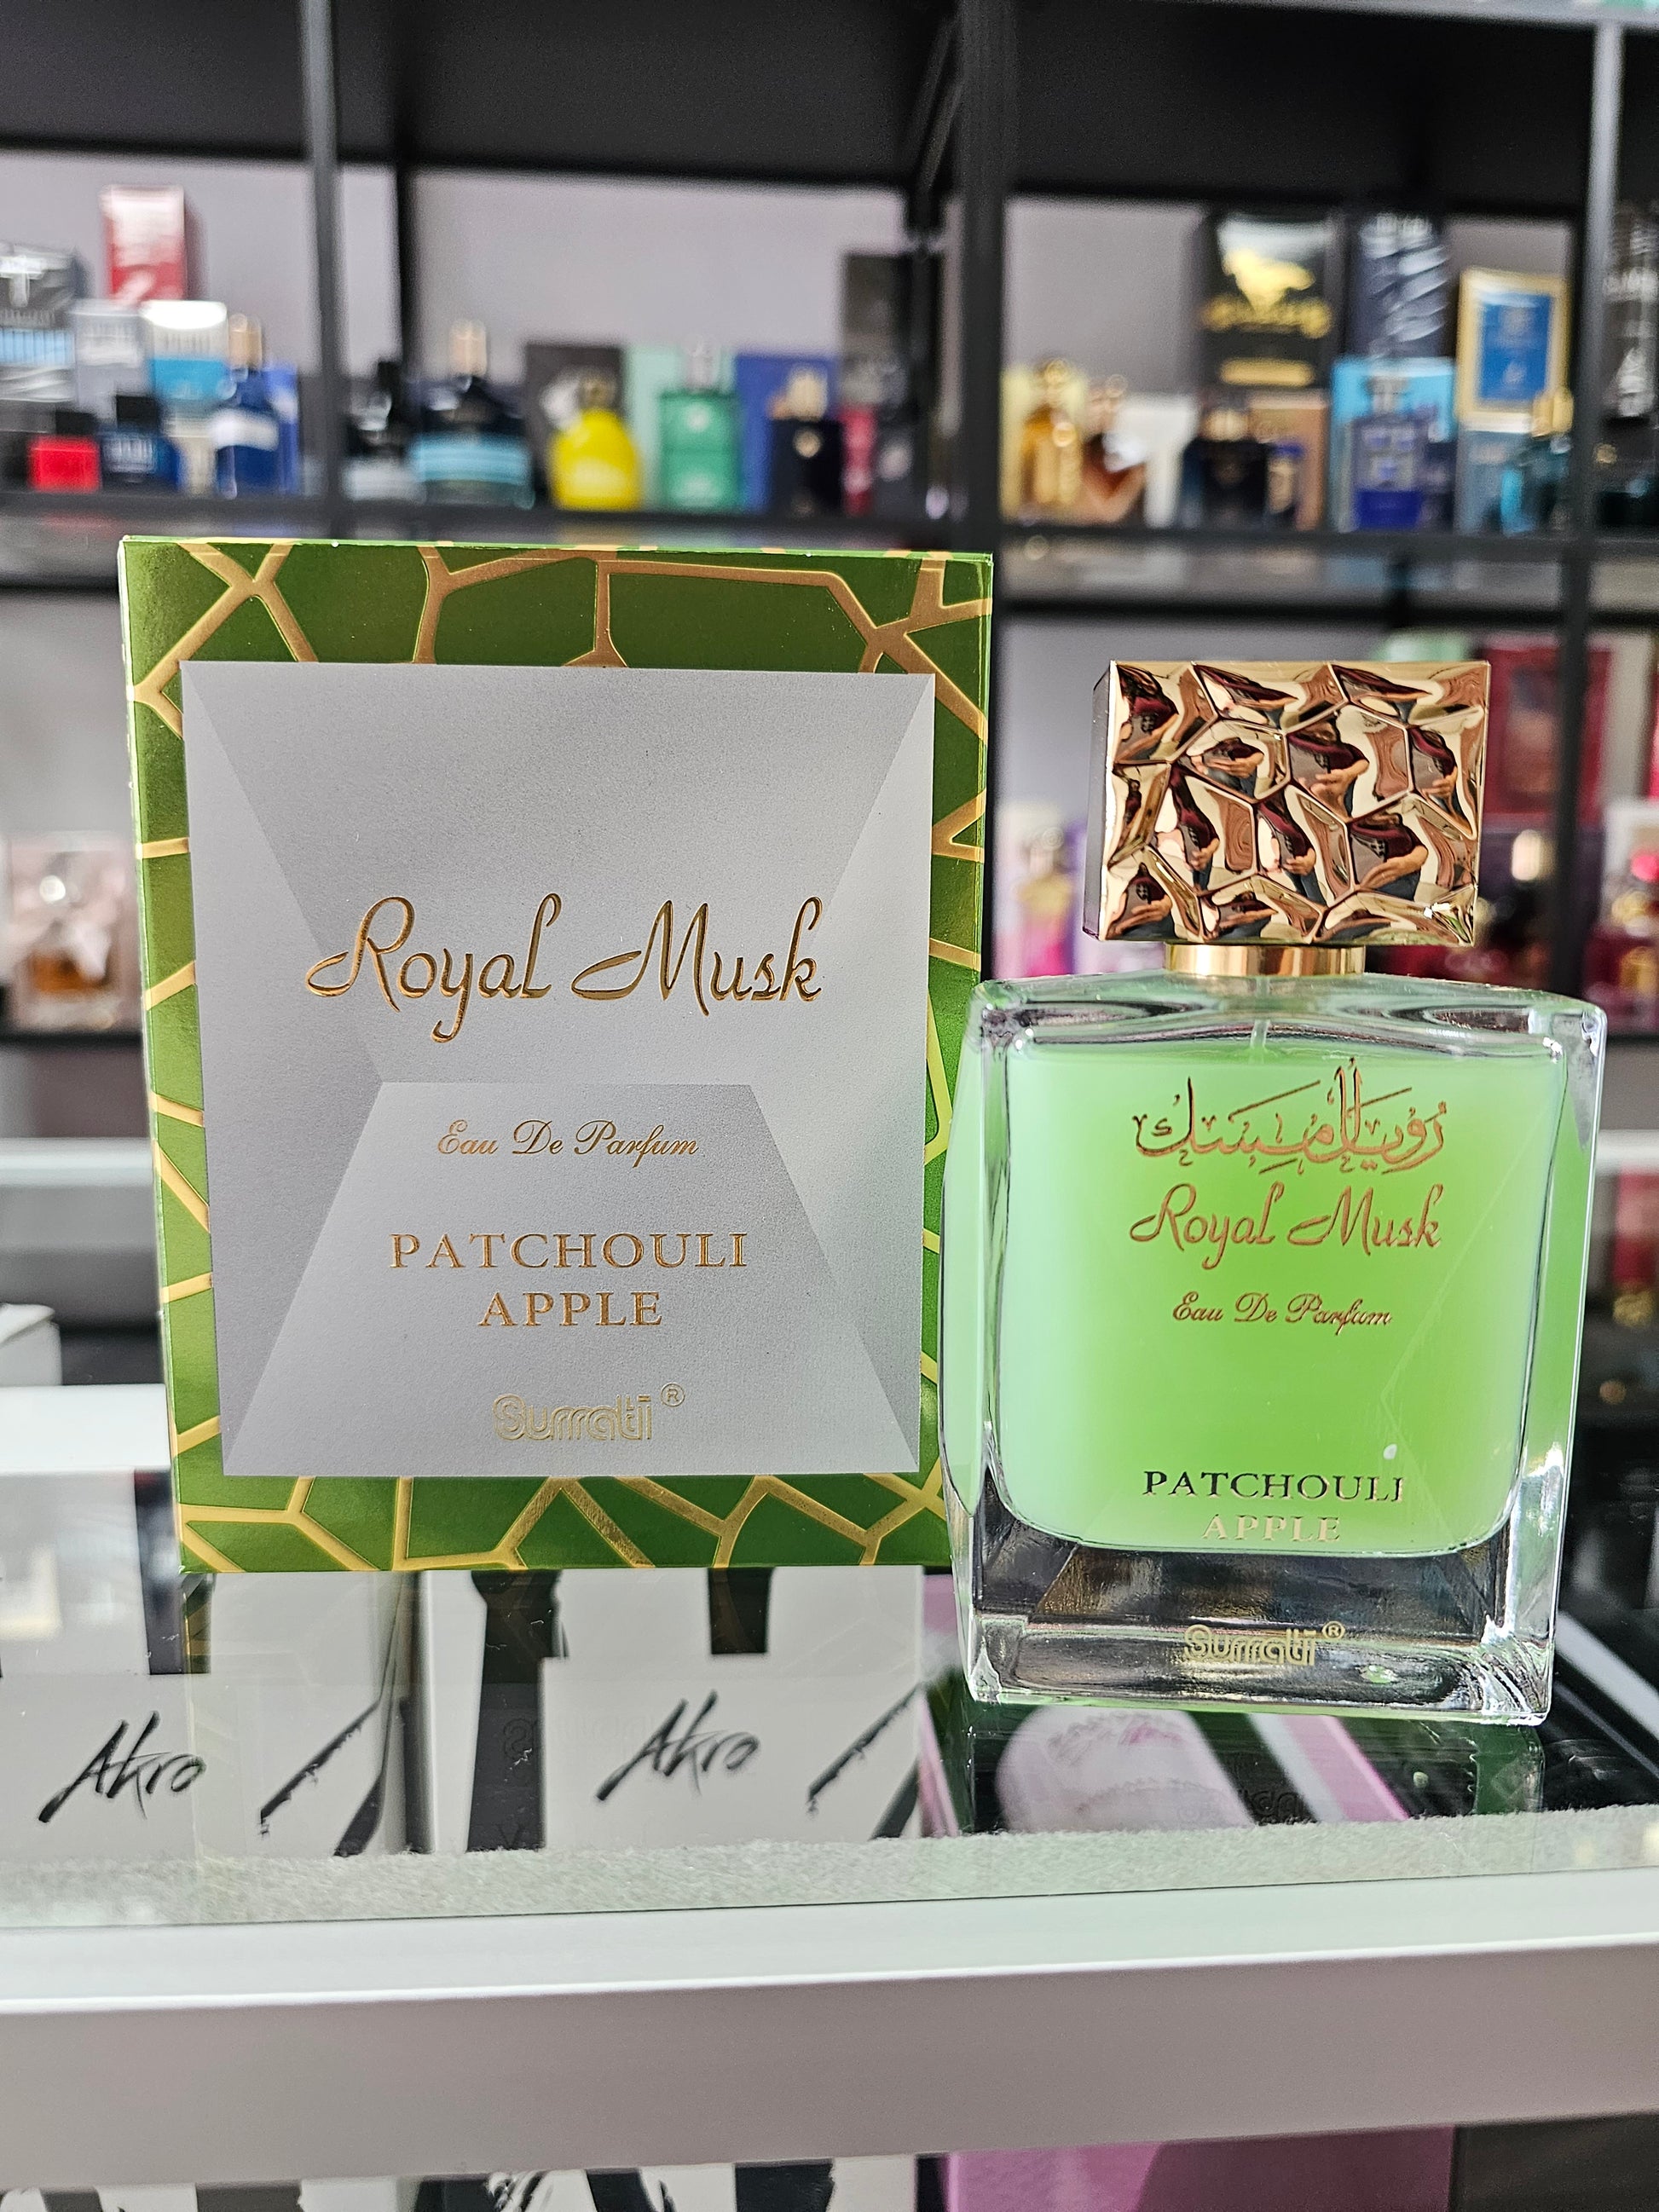 Royal Musk
Eau De Parfum
PATCHOULI
APPLE
Surrati®
رويال مسك
Royal Musk
Eau De Parfum
PATCHOULI
APPLE
Surrati®
Akro
Akro